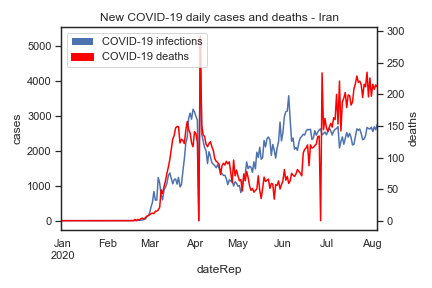 New COVID-19 daily cases and deaths - Iran
COVID-19 infections
COVID-19 deaths
cases
5000
4000
3000
2000
1000
0
deaths
300
250
200
150
100
50
0
Jan Feb Mar Apr May Jun Jul Aug
2020
dateRep